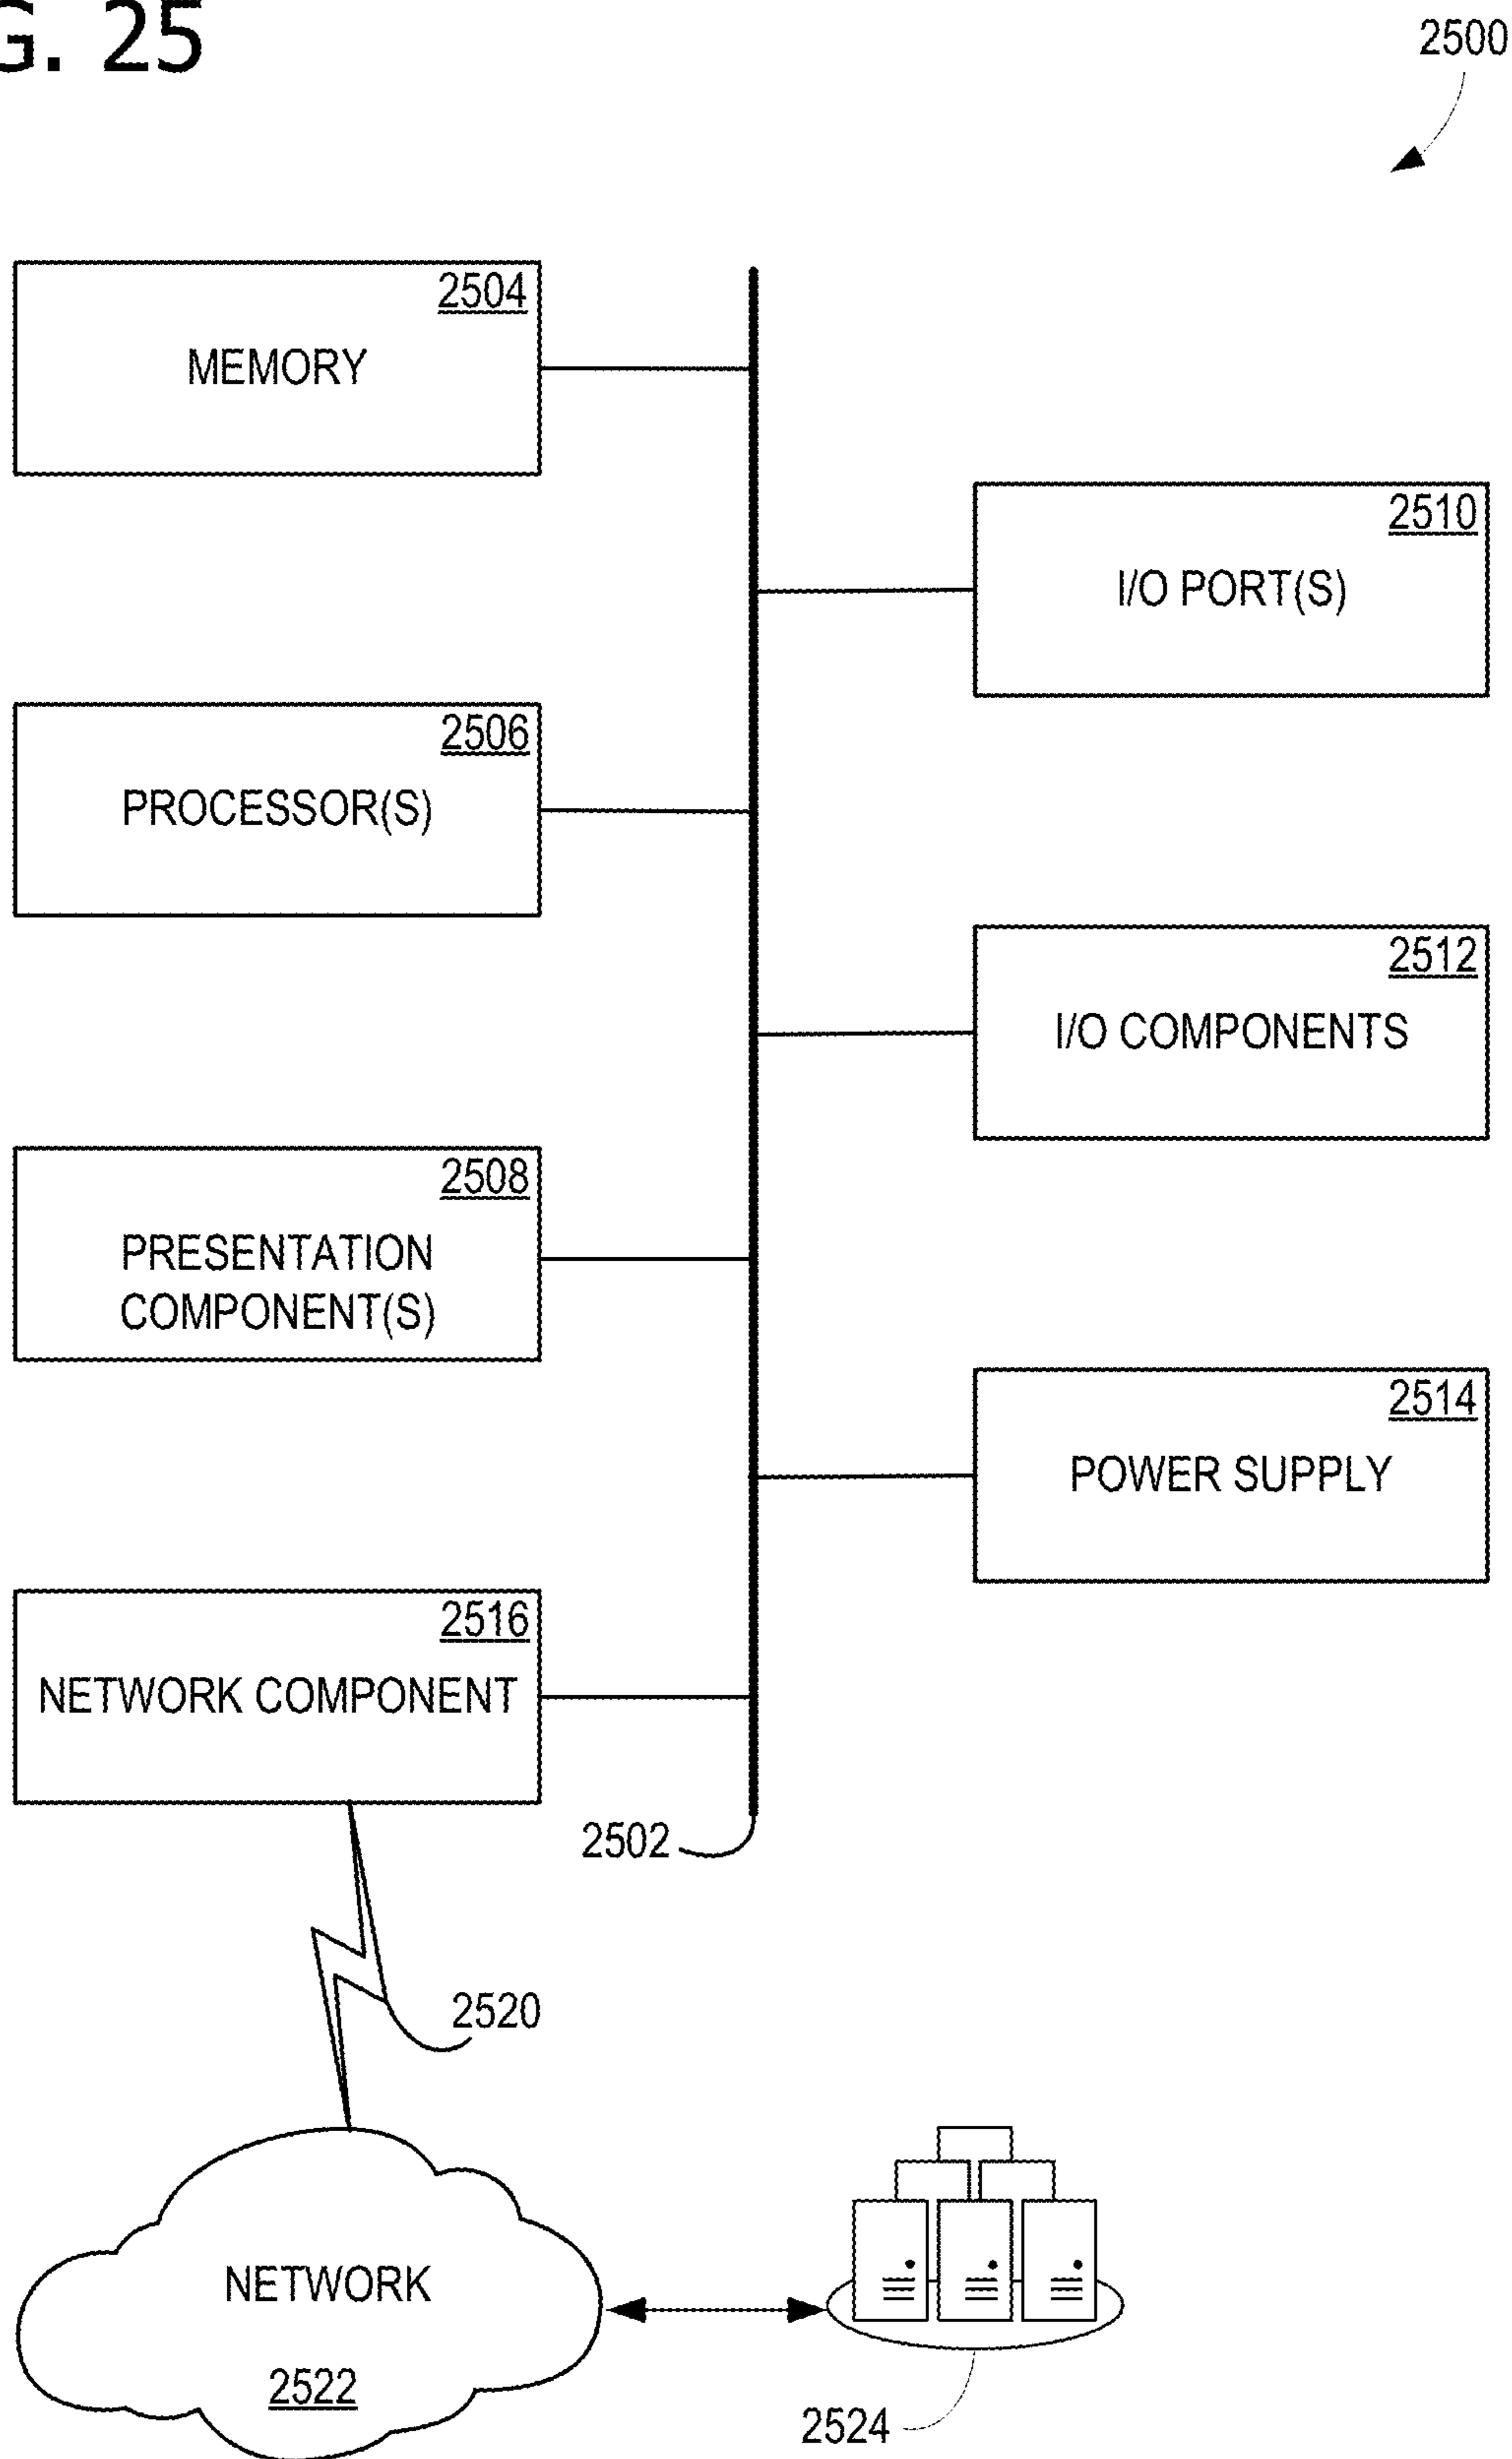 G. 25
2500
2504
MEMORY
2510
I/O PORT(S)
2506
PROCESSOR(S)
2512
I/O COMPONENTS
2508
PRESENTATION
COMPONENT(S)
2514
POWER SUPPLY
2516
NETWORK COMPONENT
2502
2520
NETWORK
2522
2524